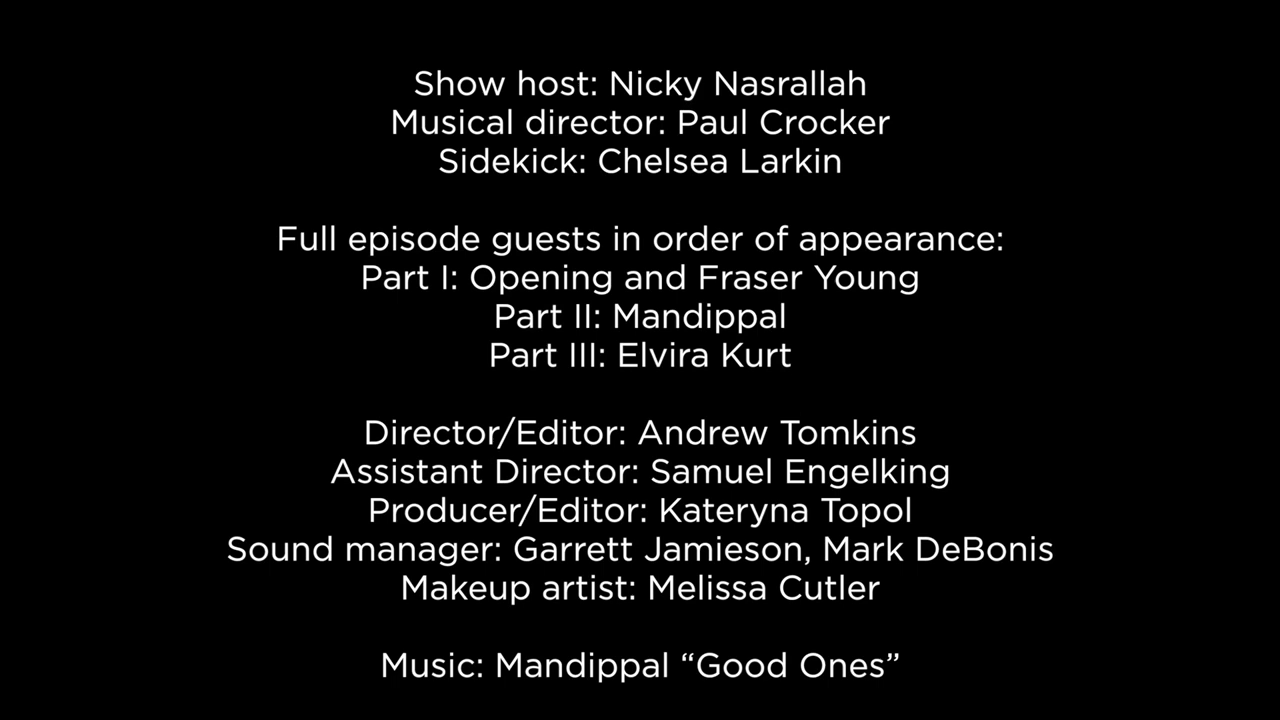 Show host: Nicky Nasrallah
Musical director: Paul Crocker
Sidekick: Chelsea Larkin
Full episode guests in order of appearance:
Part I: Opening and Fraser Young
Part II: Mandippal
Part III: Elvira Kurt
Director/Editor: Andrew Tomkins
Assistant Director: Samuel Engelking
Producer/Editor: Kateryna Topol
Sound manager: Garrett Jamieson, Mark DeBonis
Makeup artist: Melissa Cutler
Music: Mandippal “Good Ones”